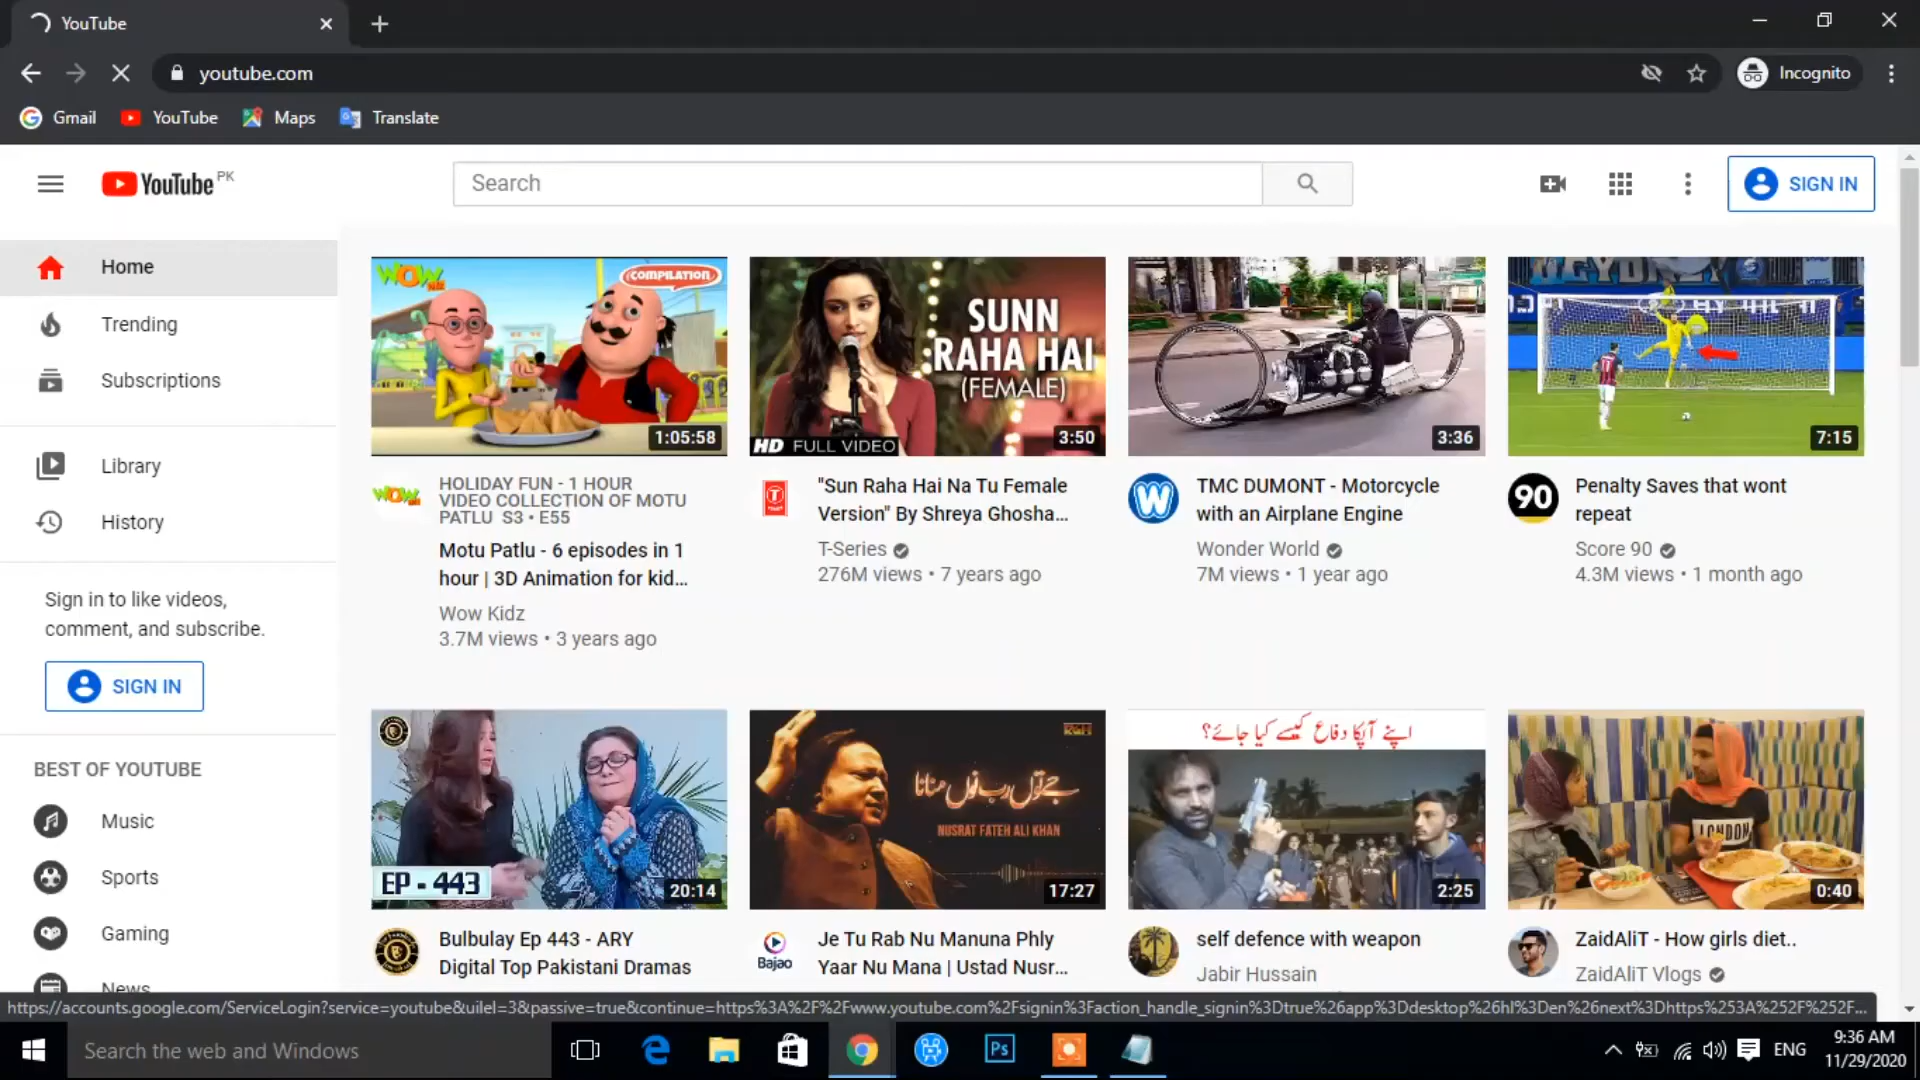 YouTube
youtube.com
Incognito
Gmail
YouTube
Maps
Translate
YouTube PK
Search
SIGN IN
Home
Trending
Subscriptions
Library
History
Sign in to like videos,
comment, and subscribe.
SIGN IN
BEST OF YOUTUBE
Music
Sports
Gaming
News
WOW
COMPILATION
1:05:58
HOLIDAY FUN - 1 HOUR
VIDEO COLLECTION OF MOTU
PATLU S3 • E55
Motu Patlu - 6 episodes in 1
hour | 3D Animation for kid...
Wow Kidz
3.7M views • 3 years ago
SUNN
RAHA HAI
(FEMALE)
HD FULL VIDEO
3:50
"Sun Raha Hai Na Tu Female
Version" By Shreya Ghosha...
T-Series
276M views • 7 years ago
3:36
TMC DUMONT - Motorcycle
with an Airplane Engine
Wonder World
7M views • 1 year ago
7:15
90
Penalty Saves that wont
repeat
Score 90
4.3M views • 1 month ago
EP - 443
20:14
Bulbulay Ep 443 - ARY
Digital Top Pakistani Dramas
جے توں رب نوں منانا
NUSRAT FATEH ALI KHAN
17:27
Bajao
Je Tu Rab Nu Manuna Phly
Yaar Nu Mana | Ustad Nusr...
اپنے آپکا دفاع کیسے کیا جائے؟
2:25
self defence with weapon
Jabir Hussain
LONDON
0:40
ZaidAliT - How girls diet..
ZaidAliT Vlogs
https://accounts.google.com/ServiceLogin?service=youtube&uilel=3&passive=true&continue=https%3A%2F%2Fwww.youtube.com%2Fsignin%3Faction_handle_signin%3Dtrue%26app%3Ddesktop%26hl%3Den%26next%3Dhttps%253A%252F%252F...
Search the web and Windows
Ps
ENG
9:36 AM
11/29/2020